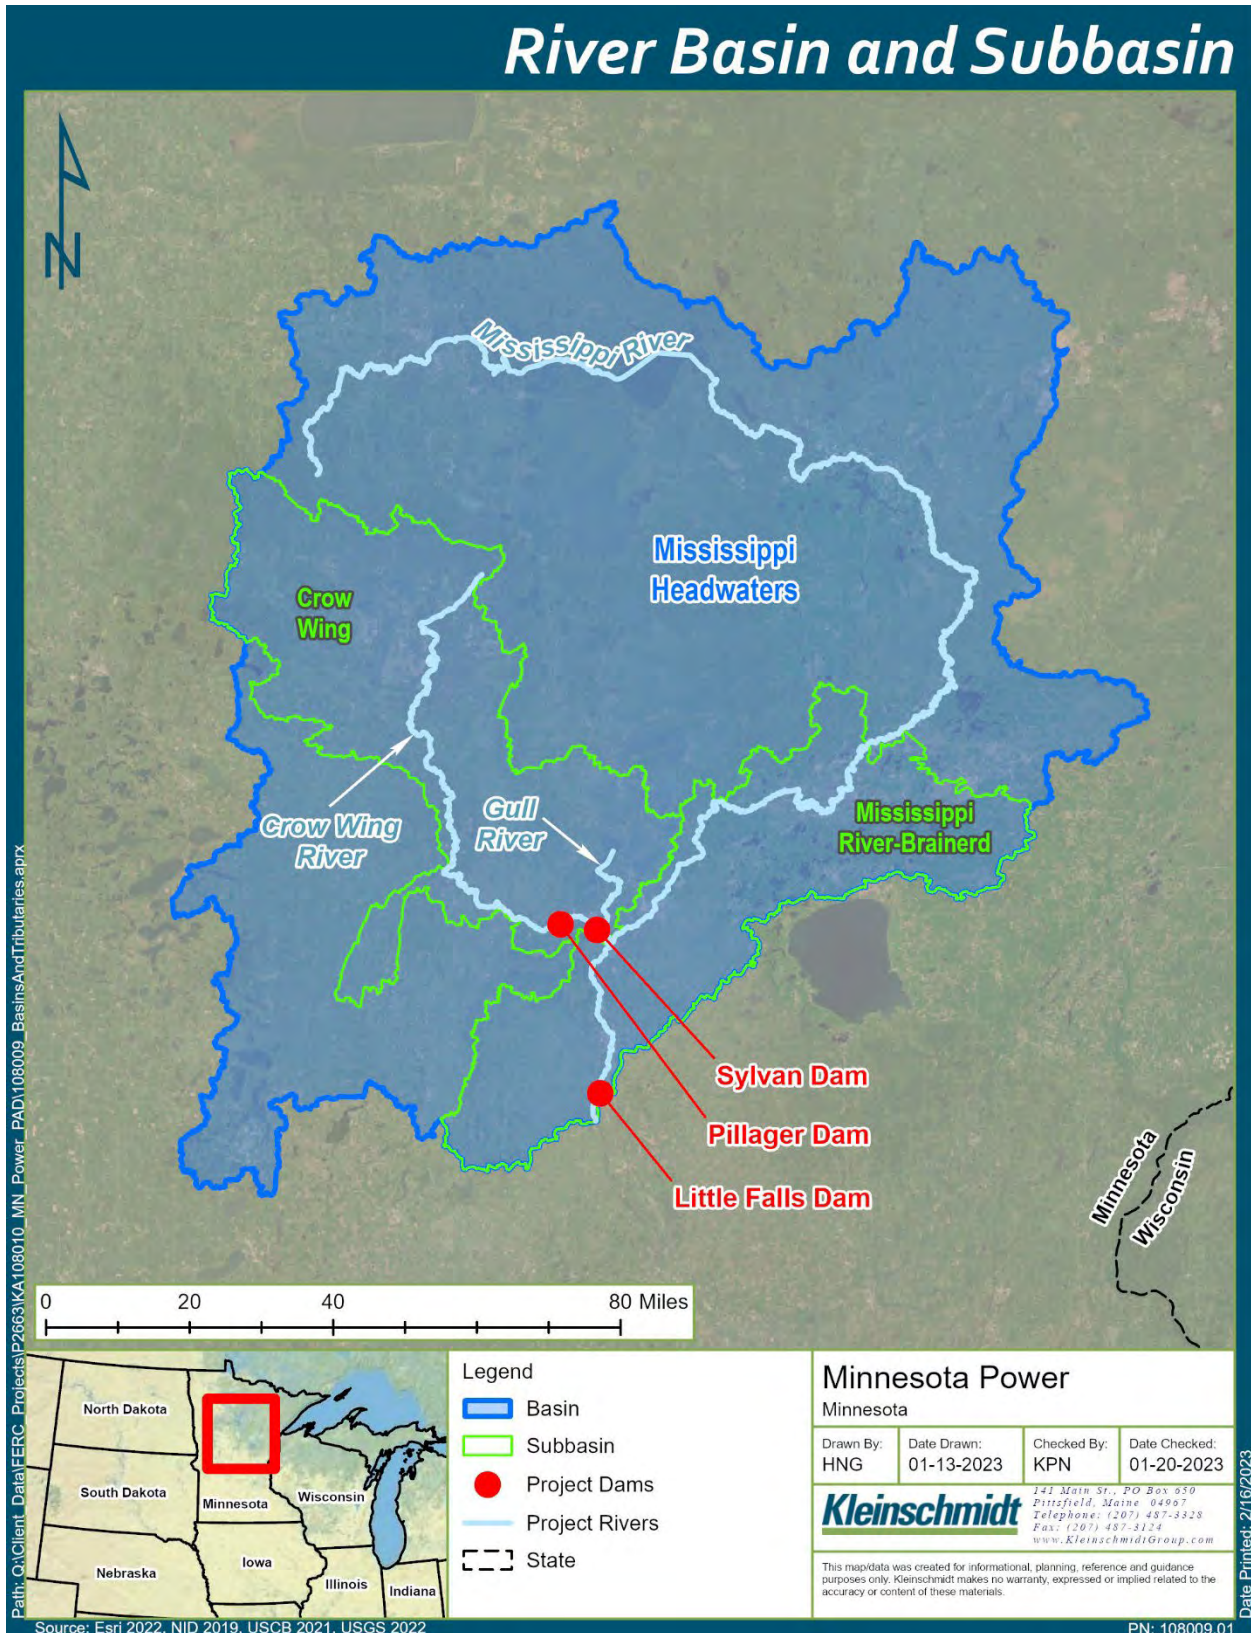 River Basin and Subbasin
N
Mississippi River
Mississippi
Headwaters
Crow
Wing
Crow Wing
River
Gull
River
Mississippi
River-Brainerd
Sylvan Dam
Pillager Dam
Little Falls Dam
Minnesota
Wisconsin
0 20 40 80 Miles
North Dakota
South Dakota
Minnesota
Wisconsin
Nebraska
Iowa
Illinois
Indiana
Legend
Basin
Subbasin
Project Dams
Project Rivers
State
Minnesota Power
Minnesota
Drawn By:
HNG
Date Drawn:
01-13-2023
Checked By:
KPN
Date Checked:
01-20-2023
Kleinschmidt
141 Main St., PO Box 650
Pittsfield, Maine 04967
Telephone: (207) 487-3328
Fax: (207) 487-3124
www.KleinschmidtGroup.com
This map/data was created for informational, planning, reference and guidance
purposes only. Kleinschmidt makes no warranty, expressed or implied related to the
accuracy or content of these materials.
Path: Q:\Client_Data\FERC_Projects\P2663\KA108010_MN_Power_PAD\108009_BasinsAndTributaries.aprx
Date Printed: 2/16/2023
Source: Esri 2022, NID 2019, USCB 2021, USGS 2022
PN: 108009.01